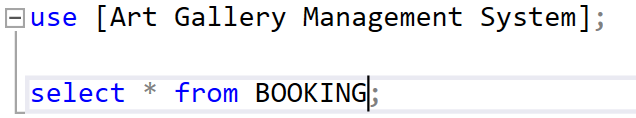 use [Art Gallery Management System];
select * from BOOKING;